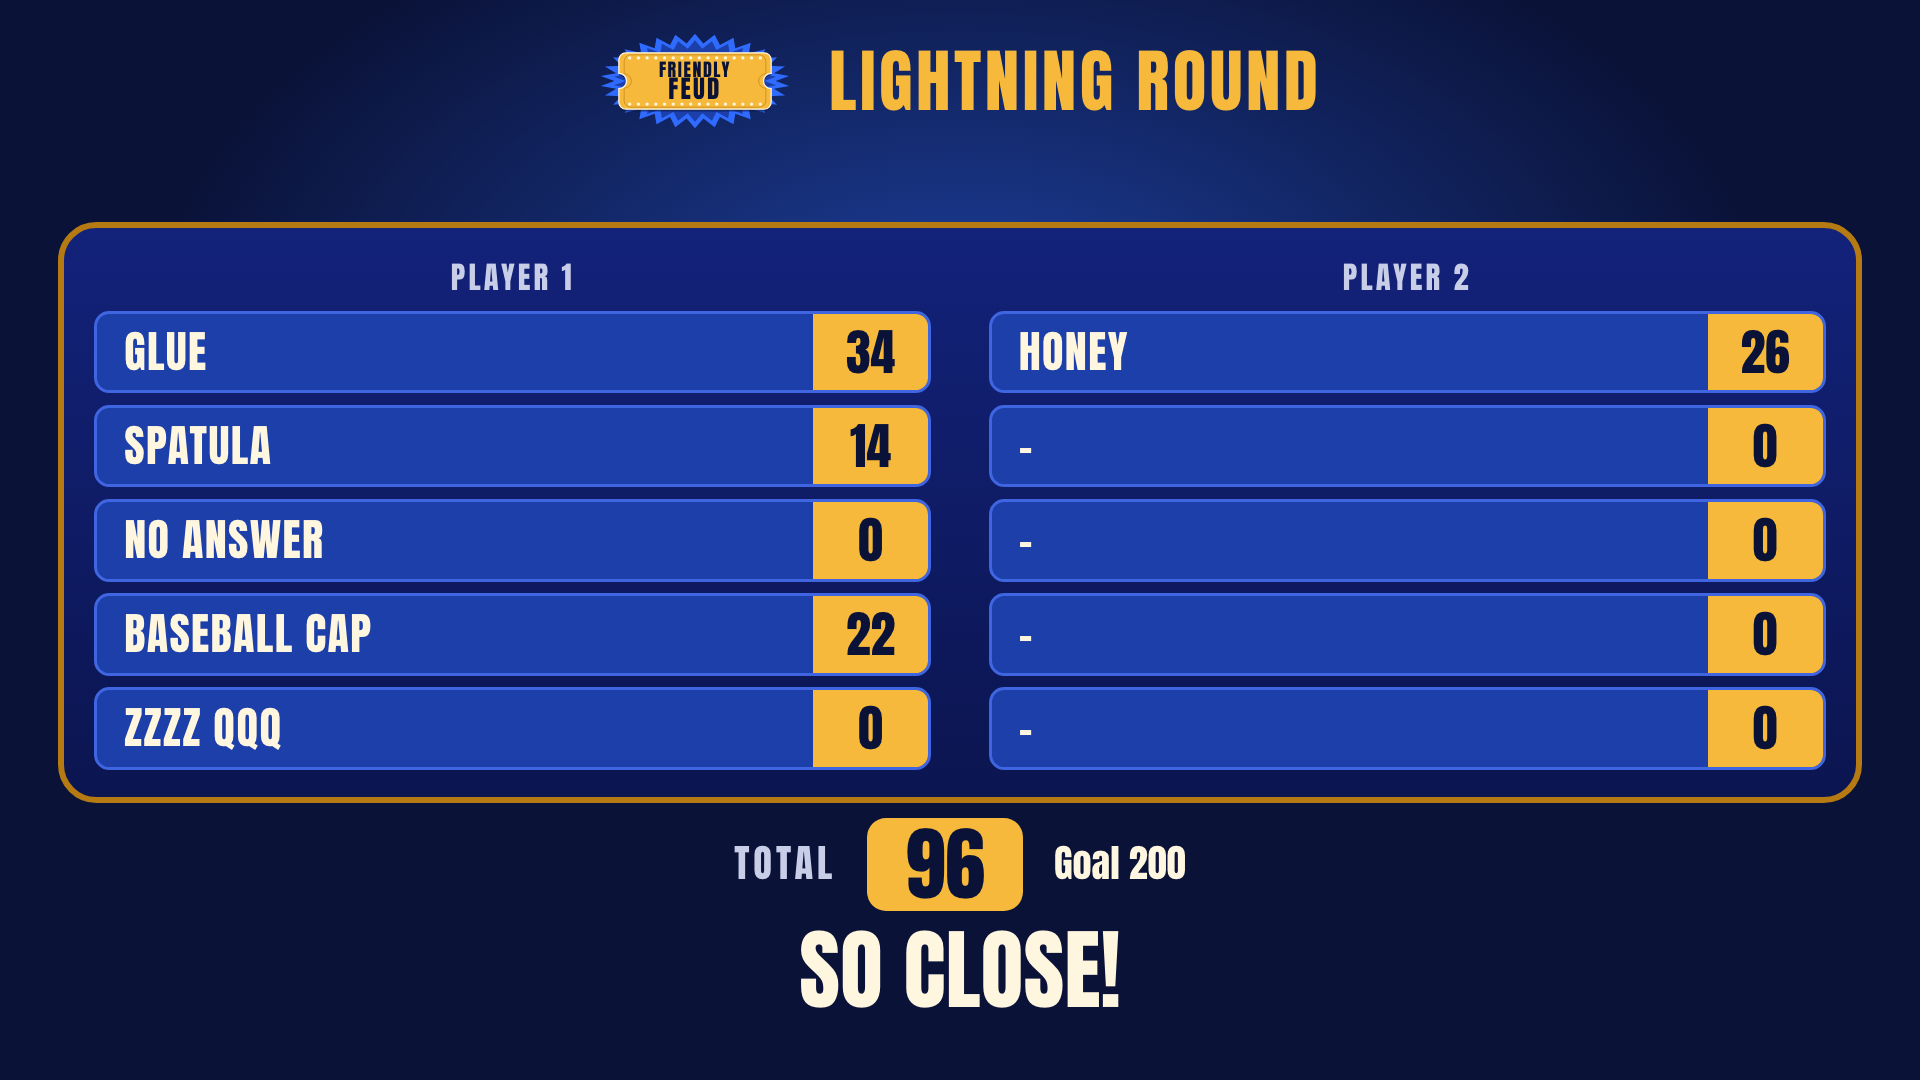 FRIENDLY
FEUD
LIGHTNING ROUND
PLAYER 1
GLUE 34
SPATULA 14
NO ANSWER 0
BASEBALL CAP 22
ZZZZ QQQ 0
PLAYER 2
HONEY 26
- 0
- 0
- 0
- 0
TOTAL 96 Goal 200
SO CLOSE!